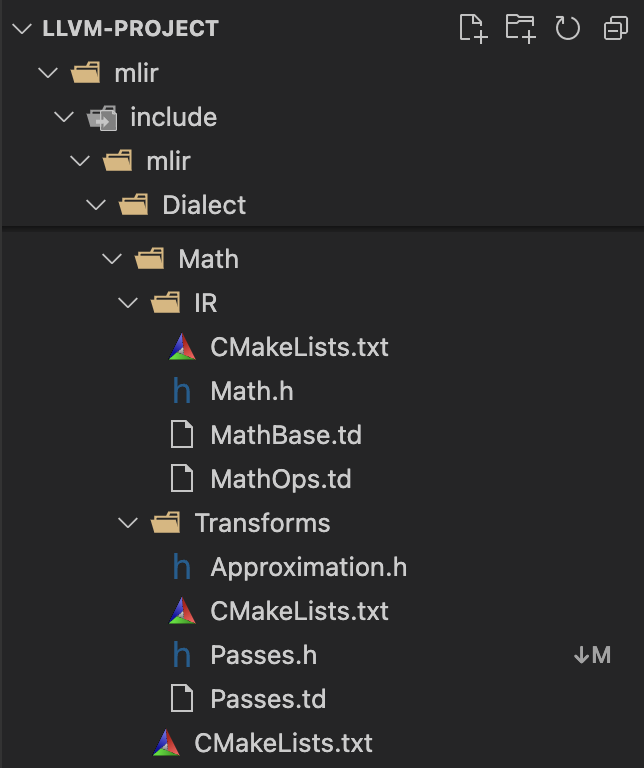 LLVM-PROJECT
mlir
include
mlir
Dialect
Math
IR
CMakeLists.txt
h Math.h
MathBase.td
MathOps.td
Transforms
h Approximation.h
CMakeLists.txt
h Passes.h ↓M
Passes.td
CMakeLists.txt